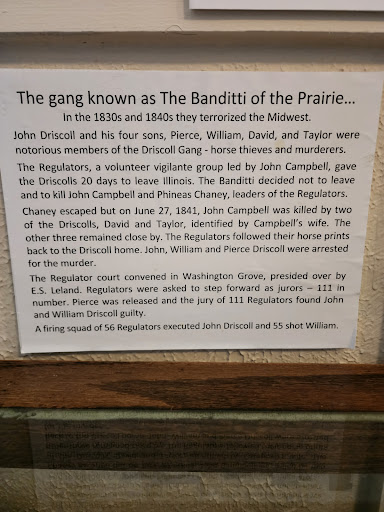 The gang known as The Banditti of the Prairie...
In the 1830s and 1840s they terrorized the Midwest.
John Driscoll and his four sons, Pierce, William, David, and Taylor were
notorious members of the Driscoll Gang - horse thieves and murderers.
The Regulators, a volunteer vigilante group led by John Campbell, gave
the Driscolls 20 days to leave Illinois. The Banditti decided not to leave
and to kill John Campbell and Phineas Chaney, leaders of the Regulators.
Chaney escaped but on June 27, 1841, John Campbell was killed by two
of the Driscolls, David and Taylor, identified by Campbell's wife. The
other three remained close by. The Regulators followed their horse prints
back to the Driscoll home. John, William and Pierce Driscoll were arrested
for the murder.
The Regulator court convened in Washington Grove, presided over by
E.S. Leland. Regulators were asked to step forward as jurors – 111 in
number. Pierce was released and the jury of 111 Regulators found John
and William Driscoll guilty.
A firing squad of 56 Regulators executed John Driscoll and 55 shot William.